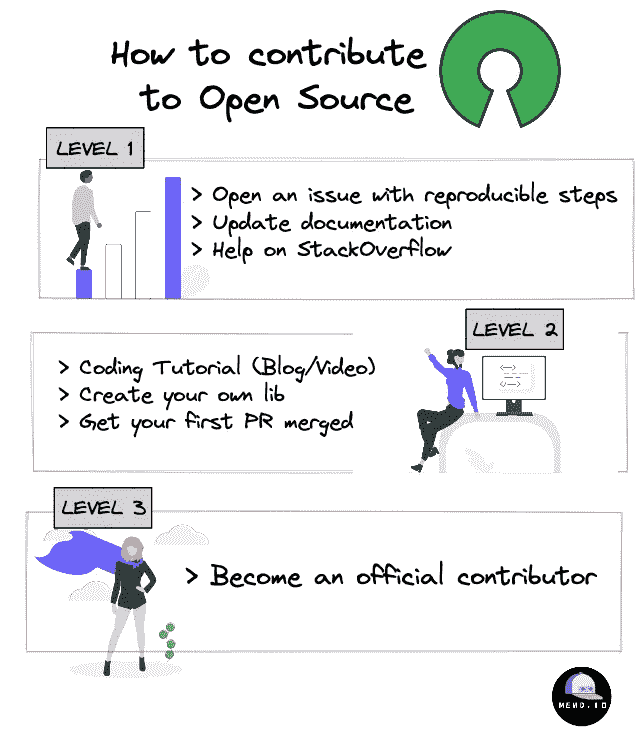 How to contribute
to Open Source
LEVEL 1
> Open an issue with reproducible steps
> Update documentation
> Help on StackOverflow
LEVEL 2
> Coding Tutorial (Blog/Video)
> Create your own lib
> Get your first PR merged
LEVEL 3
> Become an official contributor
MEWO.IO